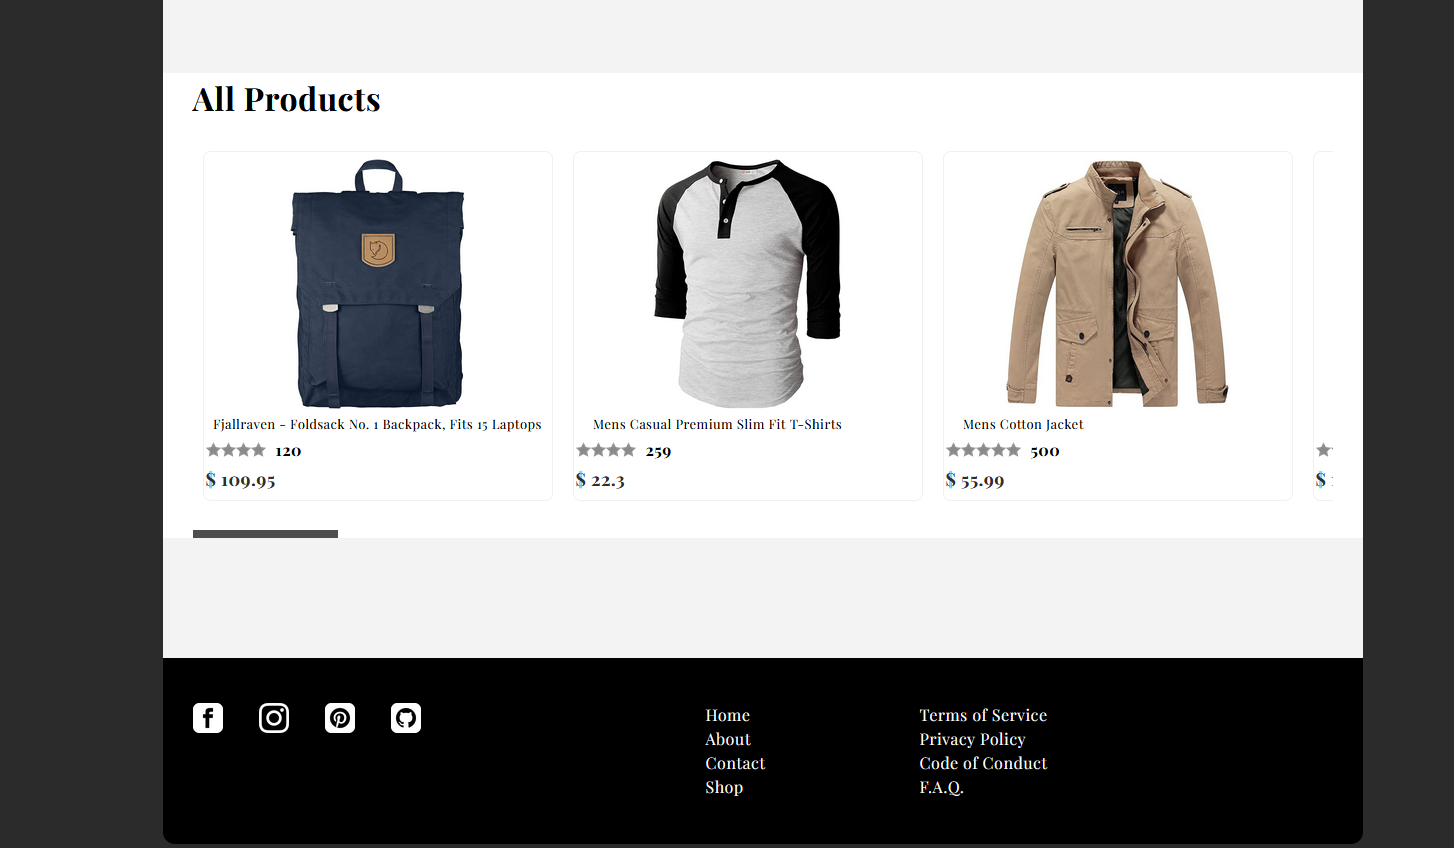 All Products
Fjallraven - Foldsack No. 1 Backpack, Fits 15 Laptops
120
$ 109.95
Mens Casual Premium Slim Fit T-Shirts
259
$ 22.3
Mens Cotton Jacket
500
$ 55.99
$
Home
About
Contact
Shop
Terms of Service
Privacy Policy
Code of Conduct
F.A.Q.